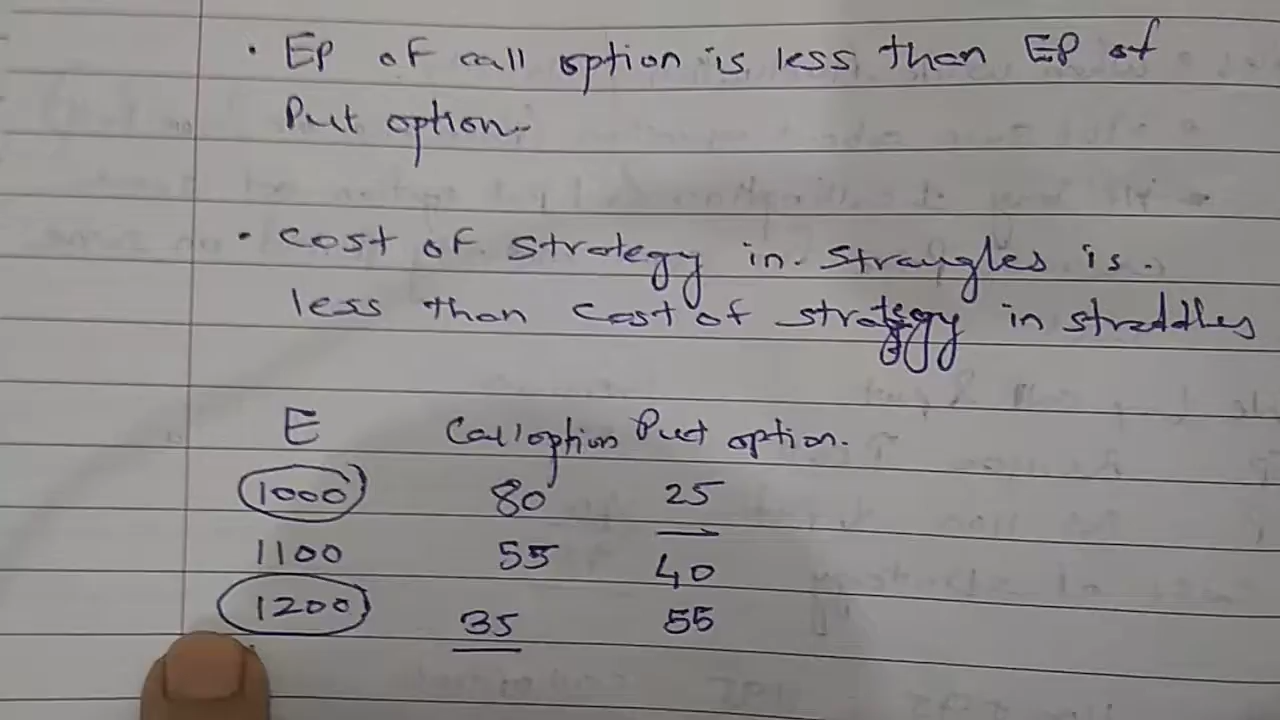 • EP of call option is less than EP of
Put option.
• Cost of strategy in strangles is.
less than cost of strategy in straddles
E Call option Put option.
1000 80 25
1100 55 40
1200 35 55